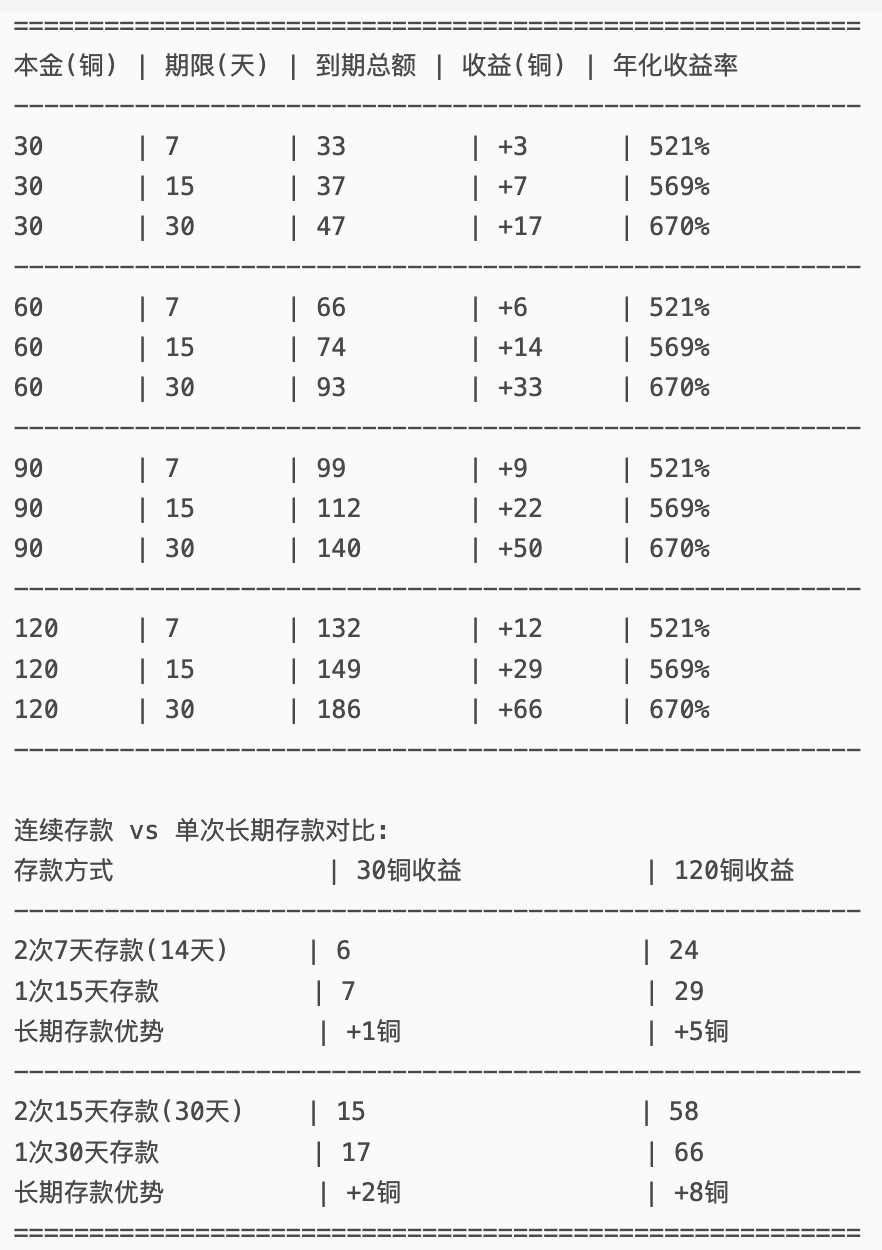 ========================================================
本金(铜) | 期限(天) | 到期总额 | 收益(铜) | 年化收益率
--------------------------------------------------------
30 | 7 | 33 | +3 | 521%
30 | 15 | 37 | +7 | 569%
30 | 30 | 47 | +17 | 670%
--------------------------------------------------------
60 | 7 | 66 | +6 | 521%
60 | 15 | 74 | +14 | 569%
60 | 30 | 93 | +33 | 670%
--------------------------------------------------------
90 | 7 | 99 | +9 | 521%
90 | 15 | 112 | +22 | 569%
90 | 30 | 140 | +50 | 670%
--------------------------------------------------------
120 | 7 | 132 | +12 | 521%
120 | 15 | 149 | +29 | 569%
120 | 30 | 186 | +66 | 670%
--------------------------------------------------------
连续存款 vs 单次长期存款对比:
存款方式 | 30铜收益 | 120铜收益
--------------------------------------------------------
2次7天存款(14天) | 6 | 24
1次15天存款 | 7 | 29
长期存款优势 | +1铜 | +5铜
--------------------------------------------------------
2次15天存款(30天) | 15 | 58
1次30天存款 | 17 | 66
长期存款优势 | +2铜 | +8铜
========================================================